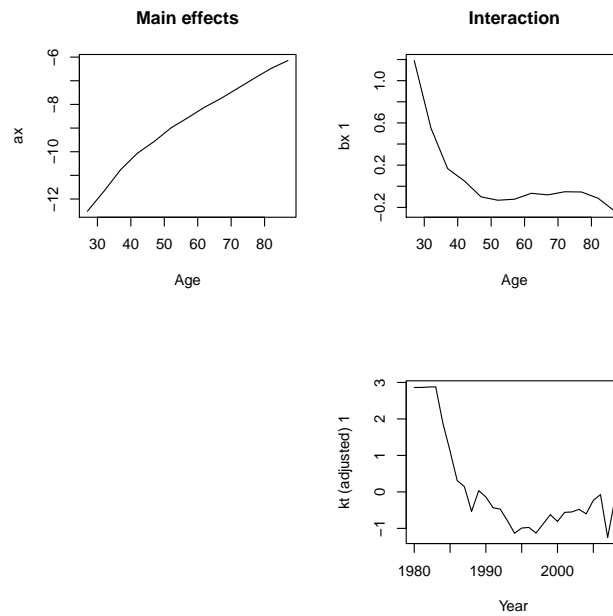 Main effects
−6
−8
−10
−12
ax
30 40 50 60 70 80
Age
Interaction
1.0
0.6
0.2
−0.2
bx 1
30 40 50 60 70 80
Age
3
2
1
0
−1
kt (adjusted) 1
1980 1990 2000
Year